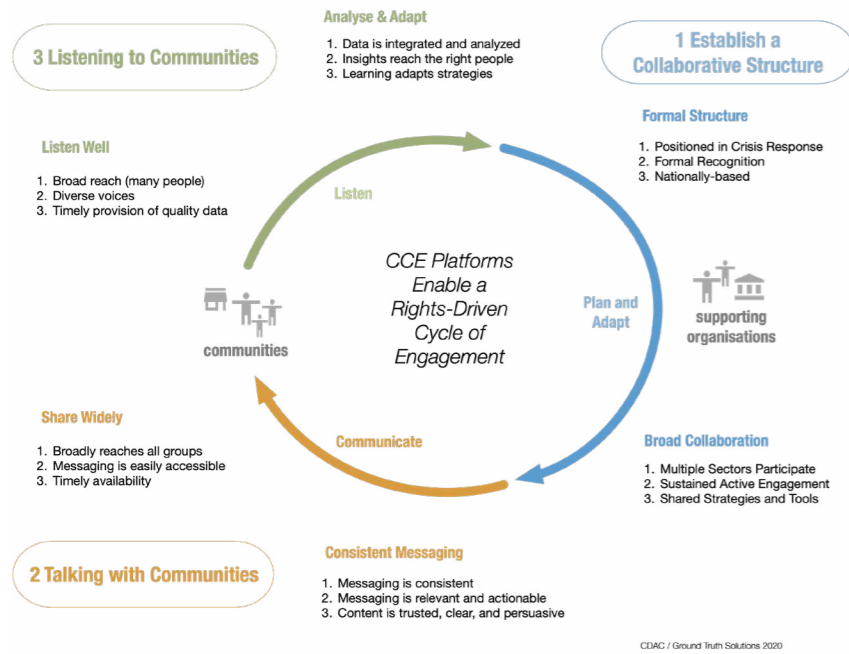 Analyse & Adapt
1. Data is integrated and analyzed
2. Insights reach the right people
3. Learning adapts strategies
3 Listening to Communities
1 Establish a
Collaborative Structure
Formal Structure
1. Positioned in Crisis Response
2. Formal Recognition
3. Nationally-based
Listen Well
1. Broad reach (many people)
2. Diverse voices
3. Timely provision of quality data
Listen
CCE Platforms
Enable a
Rights-Driven
Cycle of
Engagement
Plan and
Adapt
supporting
organisations
communities
Share Widely
1. Broadly reaches all groups
2. Messaging is easily accessible
3. Timely availability
Communicate
Broad Collaboration
1. Multiple Sectors Participate
2. Sustained Active Engagement
3. Shared Strategies and Tools
2 Talking with Communities
Consistent Messaging
1. Messaging is consistent
2. Messaging is relevant and actionable
3. Content is trusted, clear, and persuasive
CDAC / Ground Truth Solutions 2020